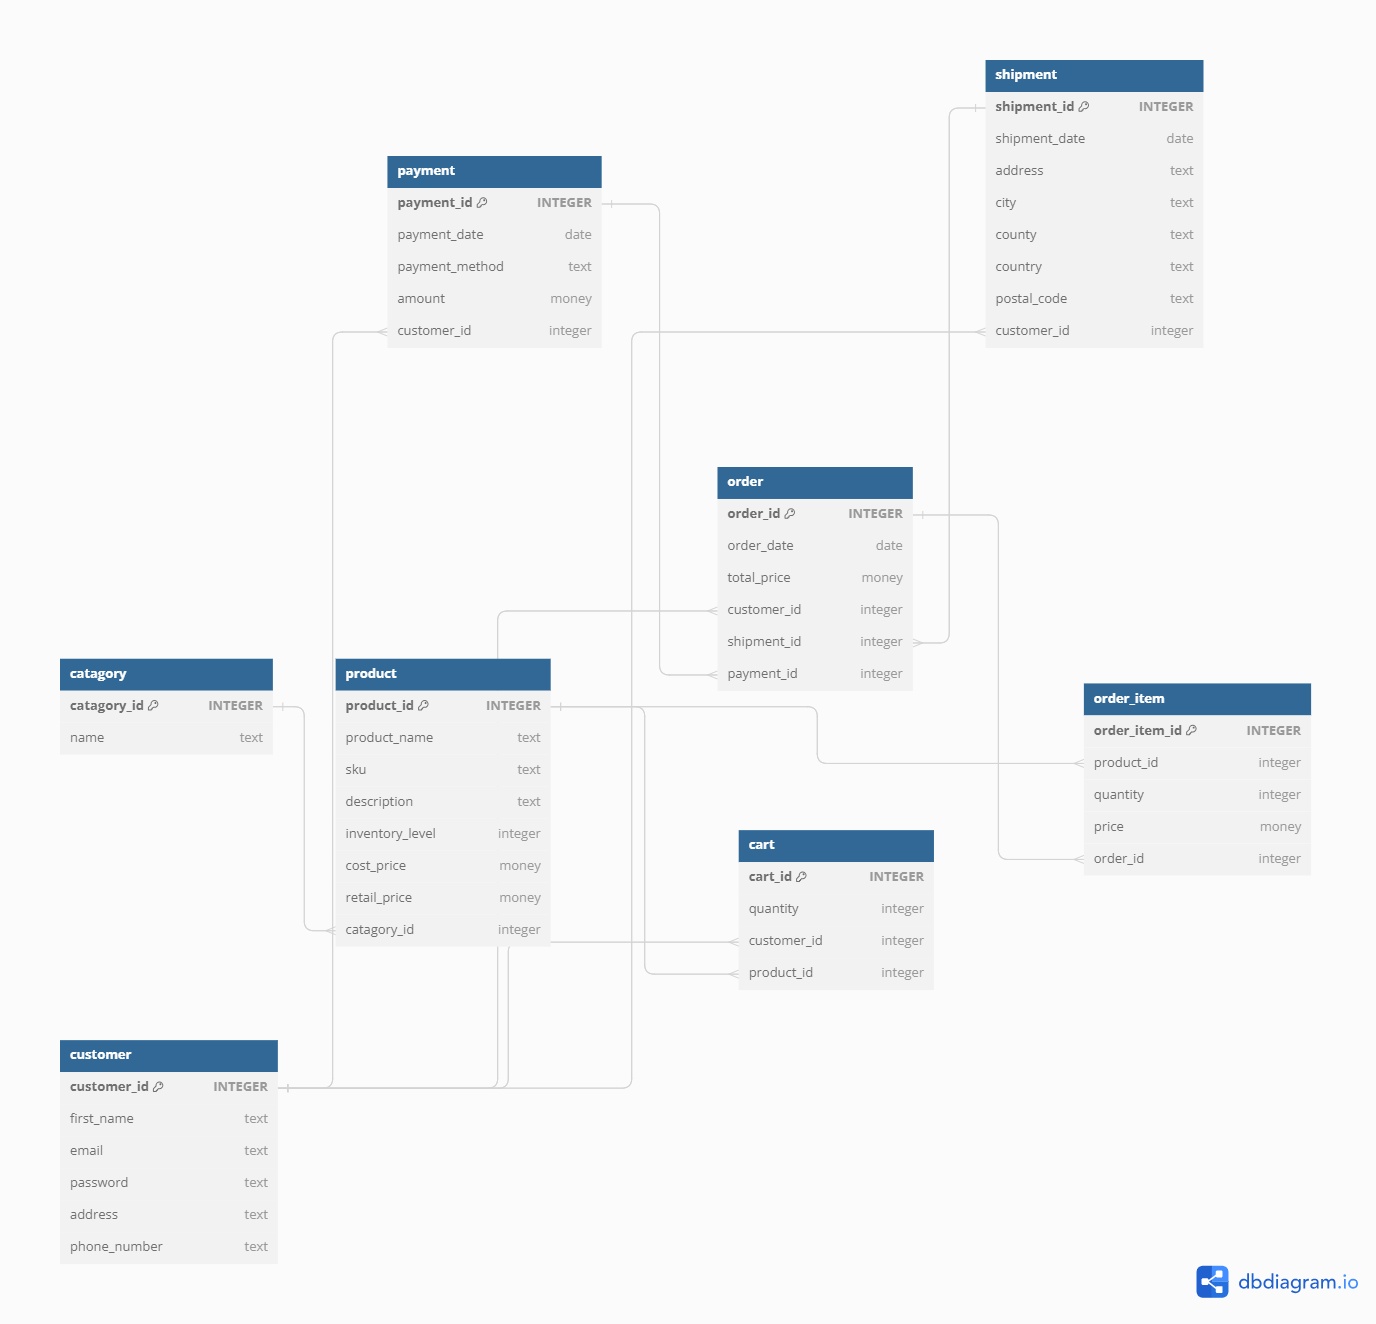 shipment
shipment_id INTEGER
shipment_date date
address text
city text
county text
country text
postal_code text
customer_id integer
payment
payment_id INTEGER
payment_date date
payment_method text
amount money
customer_id integer
order
order_id INTEGER
order_date date
total_price money
customer_id integer
shipment_id integer
payment_id integer
catagory
catagory_id INTEGER
name text
product
product_id INTEGER
product_name text
sku text
description text
inventory_level integer
cost_price money
retail_price money
catagory_id integer
order_item
order_item_id INTEGER
product_id integer
quantity integer
price money
order_id integer
cart
cart_id INTEGER
quantity integer
customer_id integer
product_id integer
customer
customer_id INTEGER
first_name text
email text
password text
address text
phone_number text
dbdiagram.io